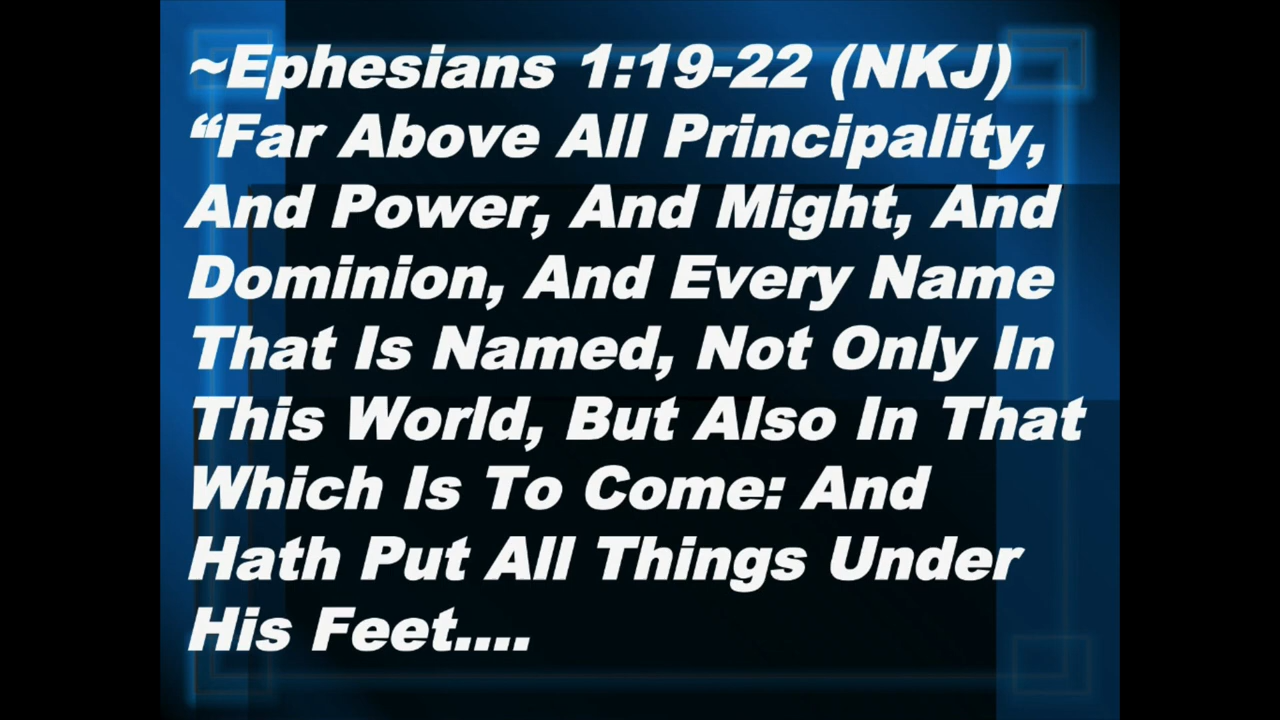 ~Ephesians 1:19-22 (NKJ)
“Far Above All Principality,
And Power, And Might, And
Dominion, And Every Name
That Is Named, Not Only In
This World, But Also In That
Which Is To Come: And
Hath Put All Things Under
His Feet....